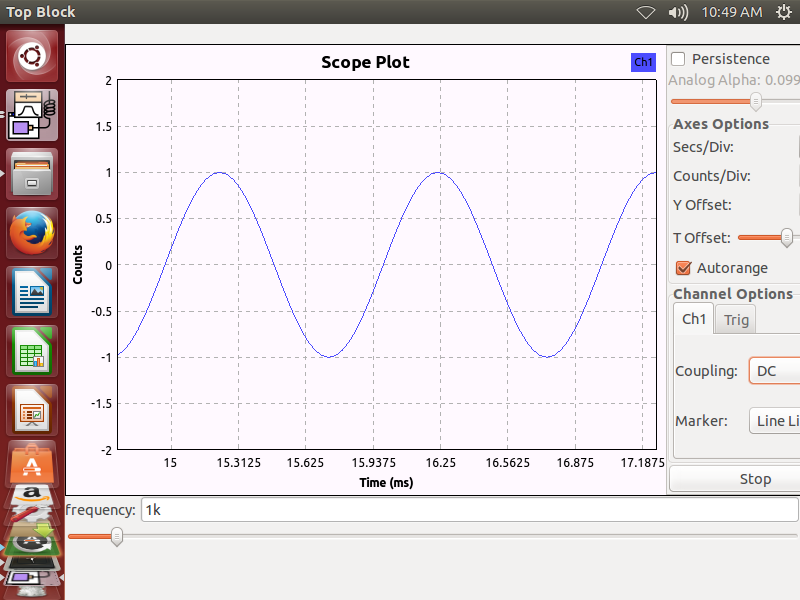 Top Block
10:49 AM
Scope Plot
Ch1
2
1.5
1
0.5
0
-0.5
-1
-1.5
-2
Counts
15
15.3125
15.625
15.9375
16.25
16.5625
16.875
17.1875
Time (ms)
Persistence
Analog Alpha: 0.099
Axes Options
Secs/Div:
Counts/Div:
Y Offset:
T Offset:
Autorange
Channel Options
Ch1
Trig
Coupling:
DC
Marker:
Line Li
Stop
frequency:
1k
A
a